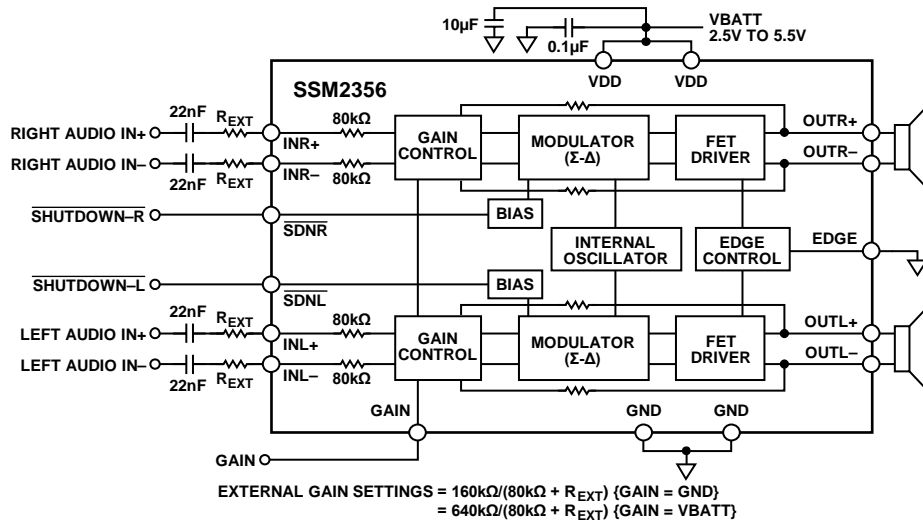 10µF
0.1µF
VBATT
2.5V TO 5.5V
VDD
VDD
SSM2356
22nF
REXT
80kΩ
RIGHT AUDIO IN+
INR+
GAIN
CONTROL
MODULATOR
(Σ-Δ)
FET
DRIVER
OUTR+
RIGHT AUDIO IN–
INR–
OUTR–
22nF
REXT
80kΩ
SHUTDOWN–R
SDNR
BIAS
INTERNAL
OSCILLATOR
EDGE
CONTROL
EDGE
SHUTDOWN–L
SDNL
BIAS
22nF
REXT
80kΩ
LEFT AUDIO IN+
INL+
GAIN
CONTROL
MODULATOR
(Σ-Δ)
FET
DRIVER
OUTL+
LEFT AUDIO IN–
INL–
OUTL–
22nF
REXT
80kΩ
GAIN
GND
GND
GAIN
EXTERNAL GAIN SETTINGS = 160kΩ/(80kΩ + REXT) {GAIN = GND}
= 640kΩ/(80kΩ + REXT) {GAIN = VBATT}